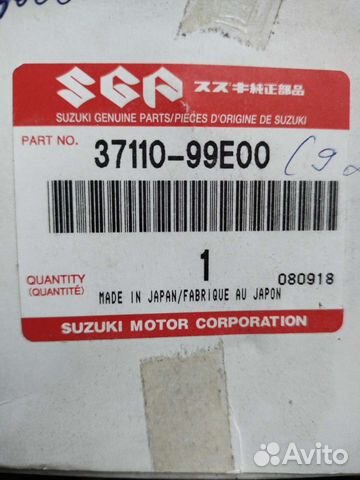 SGP スズキ純正部品
SUZUKI GENUINE PARTS/PIÈCES D'ORIGINE DE SUZUKI
PART NO. 37110-99E00
QUANTITY 1 080918
(QUANTITÉ)
MADE IN JAPAN/FABRIQUE AU JAPON
SUZUKI MOTOR CORPORATION
Avito